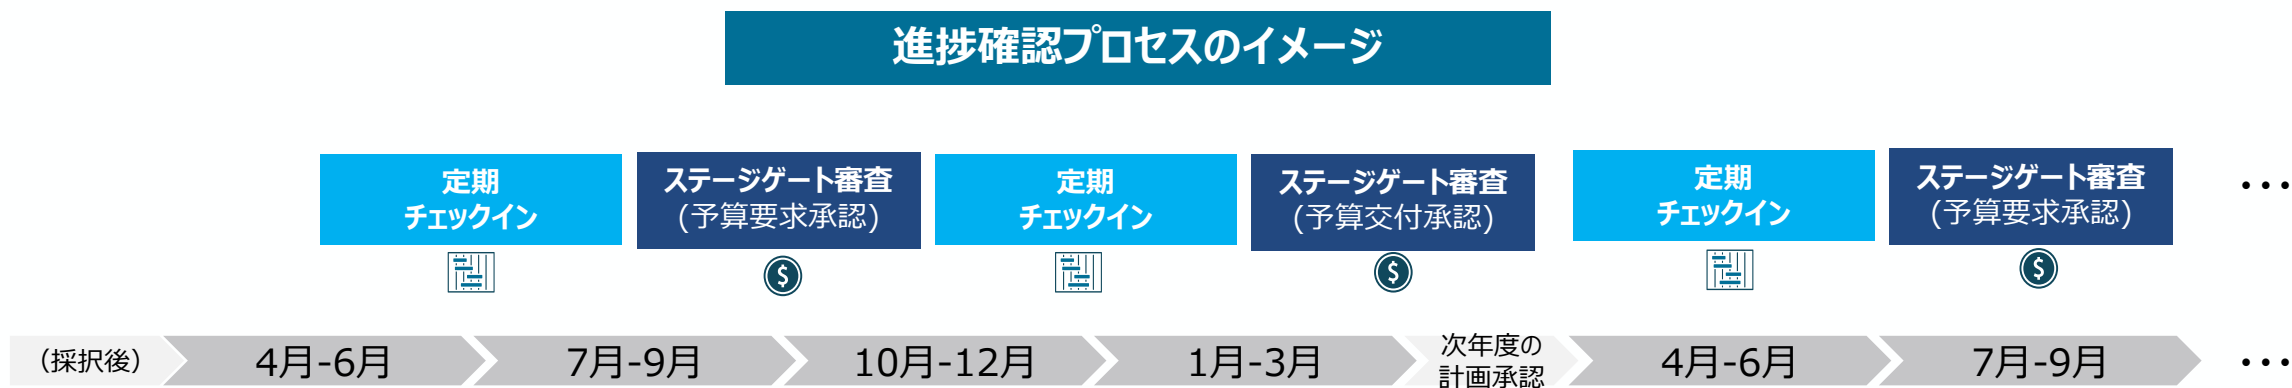 進捗確認プロセスのイメージ
定期
チェックイン
ステージゲート審査
(予算要求承認)
定期
チェックイン
ステージゲート審査
(予算交付承認)
定期
チェックイン
ステージゲート審査
(予算要求承認)
・・・
（採択後）
4月-6月
7月-9月
10月-12月
1月-3月
次年度の
計画承認
4月-6月
7月-9月
・・・